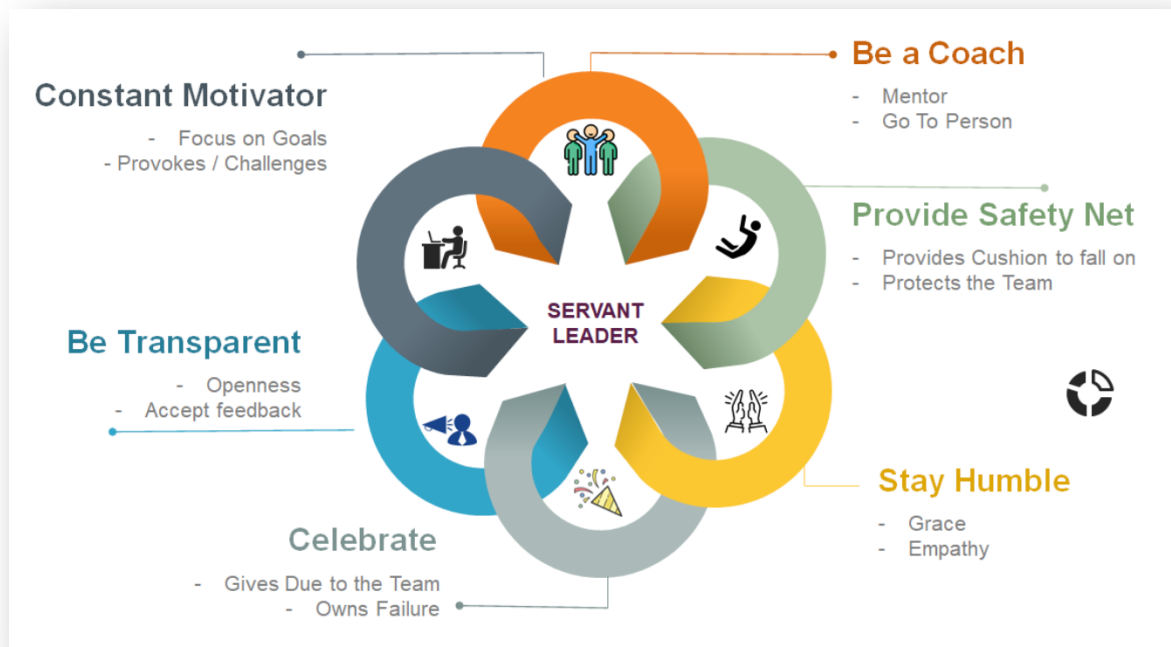 Be a Coach
- Mentor
- Go To Person
Provide Safety Net
- Provides Cushion to fall on
- Protects the Team
Stay Humble
- Grace
- Empathy
Celebrate
- Gives Due to the Team
- Owns Failure
Be Transparent
- Openness
- Accept feedback
Constant Motivator
- Focus on Goals
- Provokes / Challenges
SERVANT
LEADER